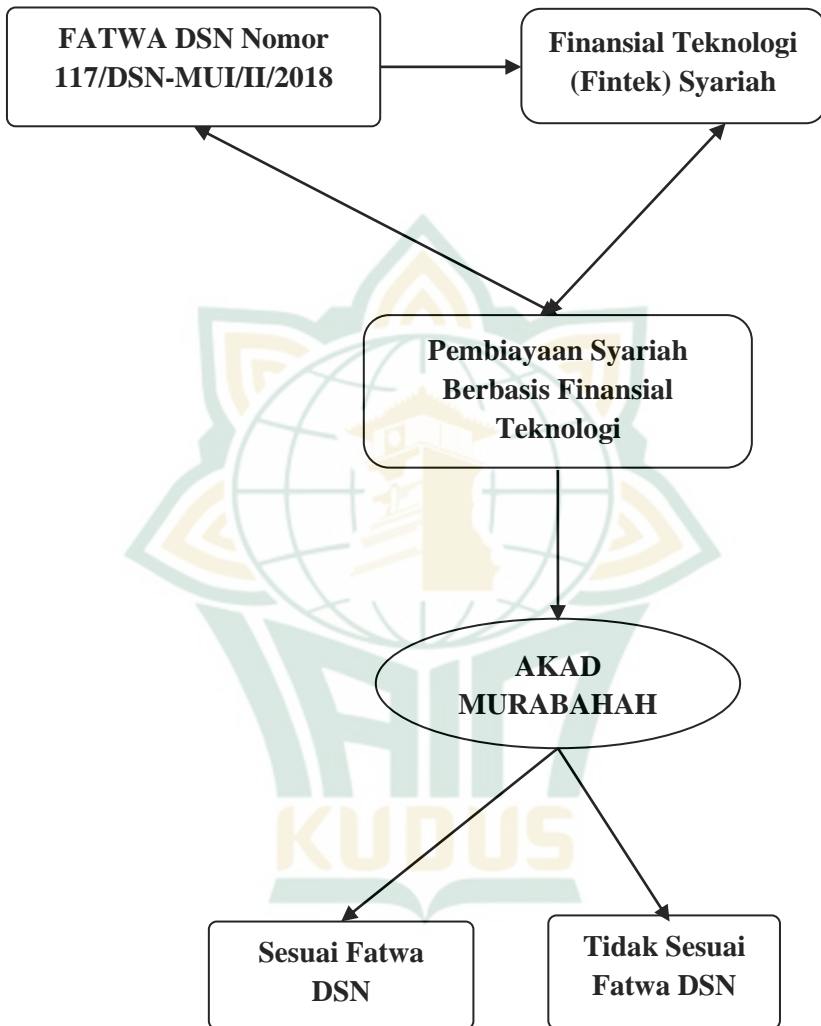 FATWA DSN Nomor
117/DSN-MUI/II/2018
Finansial Teknologi
(Fintek) Syariah
Pembiayaan Syariah
Berbasis Finansial
Teknologi
AKAD
MURABAHAH
IAIN
KUDUS
Sesuai Fatwa
DSN
Tidak Sesuai
Fatwa DSN